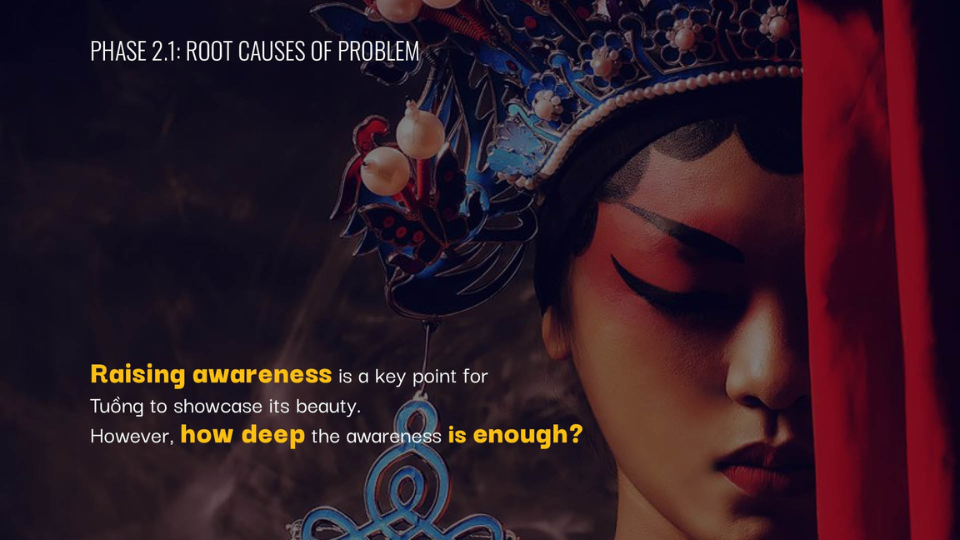 PHASE 2.1: ROOT CAUSES OF PROBLEM
Raising awareness is a key point for
Tuồng to showcase its beauty.
However, how deep the awareness is enough?